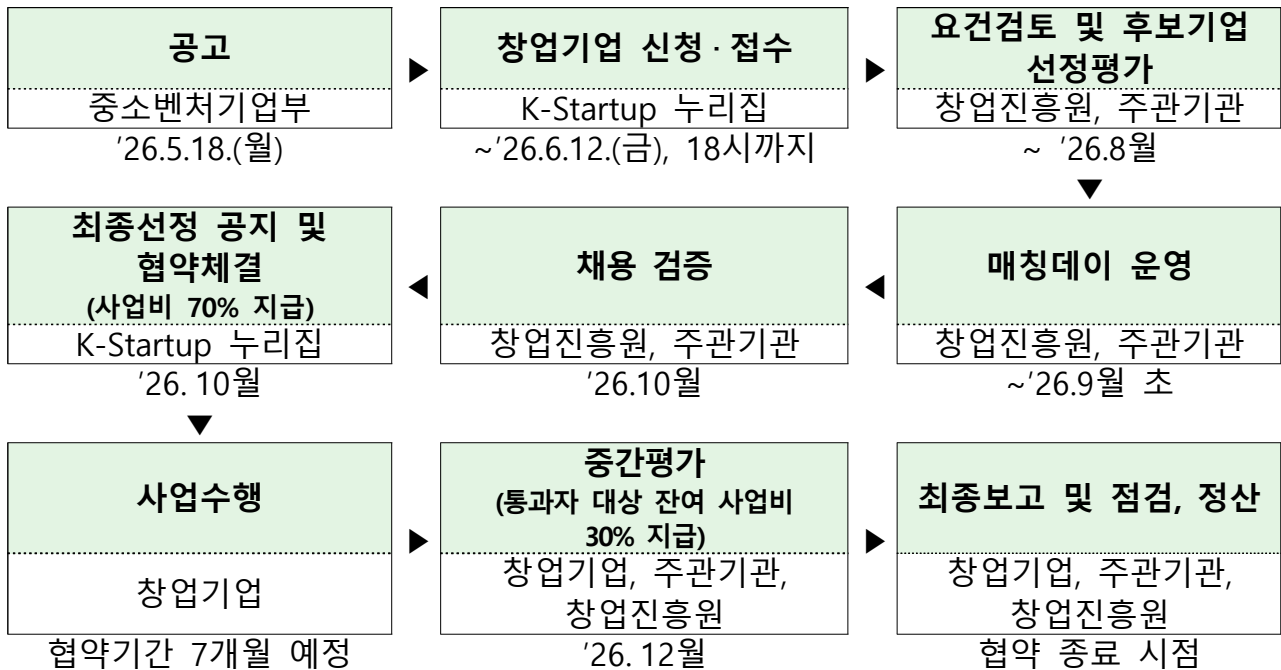 공고
중소벤처기업부
'26.5.18.(월)
▶
창업기업 신청 · 접수
K-Startup 누리집
~'26.6.12.(금), 18시까지
▶
요건검토 및 후보기업
선정평가
창업진흥원, 주관기관
~ '26.8월
▼
매칭데이 운영
창업진흥원, 주관기관
~'26.9월 초
◀
채용 검증
창업진흥원, 주관기관
'26.10월
◀
최종선정 공지 및
협약체결
(사업비 70% 지급)
K-Startup 누리집
'26. 10월
▼
사업수행
창업기업
협약기간 7개월 예정
▶
중간평가
(통과자 대상 잔여 사업비
30% 지급)
창업기업, 주관기관,
창업진흥원
'26. 12월
▶
최종보고 및 점검, 정산
창업기업, 주관기관,
창업진흥원
협약 종료 시점